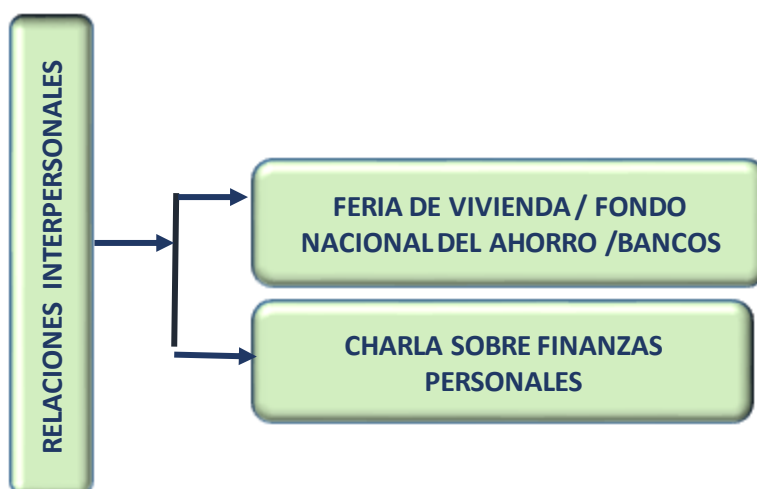 RELACIONES INTERPERSONALES
FERIA DE VIVIENDA / FONDO
NACIONAL DEL AHORRO /BANCOS
CHARLA SOBRE FINANZAS
PERSONALES